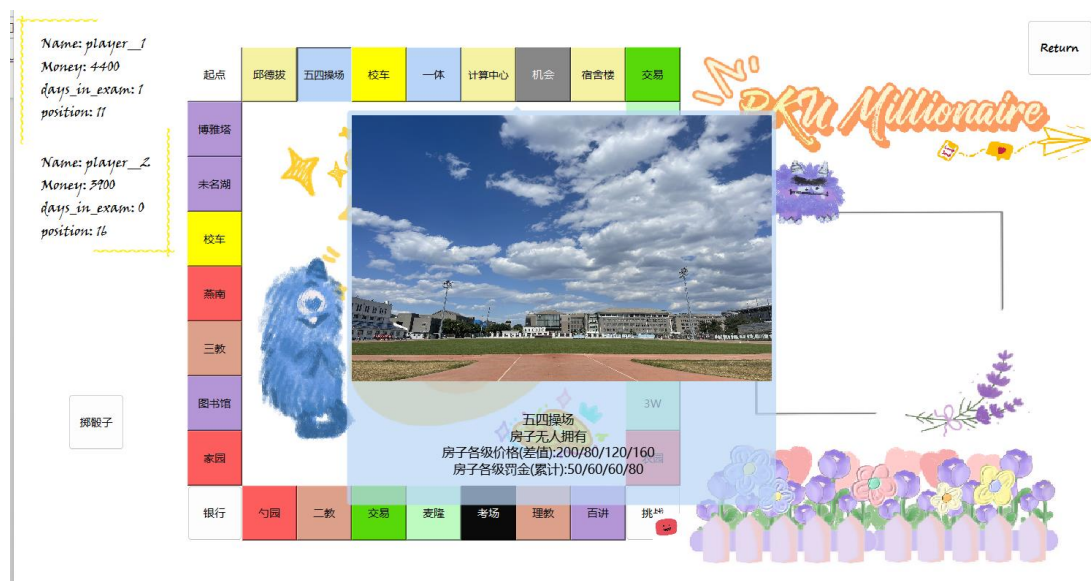 Name: player_1
Money: 4400
days_in_exam: 1
position: 11
Name: player_2
Money: 3900
days_in_exam: 0
position: 16
Return
PKU Millionaire
起点 邱德拔 五四操场 校车 一体 计算中心 机会 宿舍楼 交易
博雅塔
未名湖
校车
燕南
三教
图书馆
3W
掷骰子
家园
五四操场
房子无人拥有
房子各级价格(差值):200/80/120/160
房子各级罚金(累计):50/60/60/80
银行 勺园 二教 交易 麦隆 考场 理教 百讲